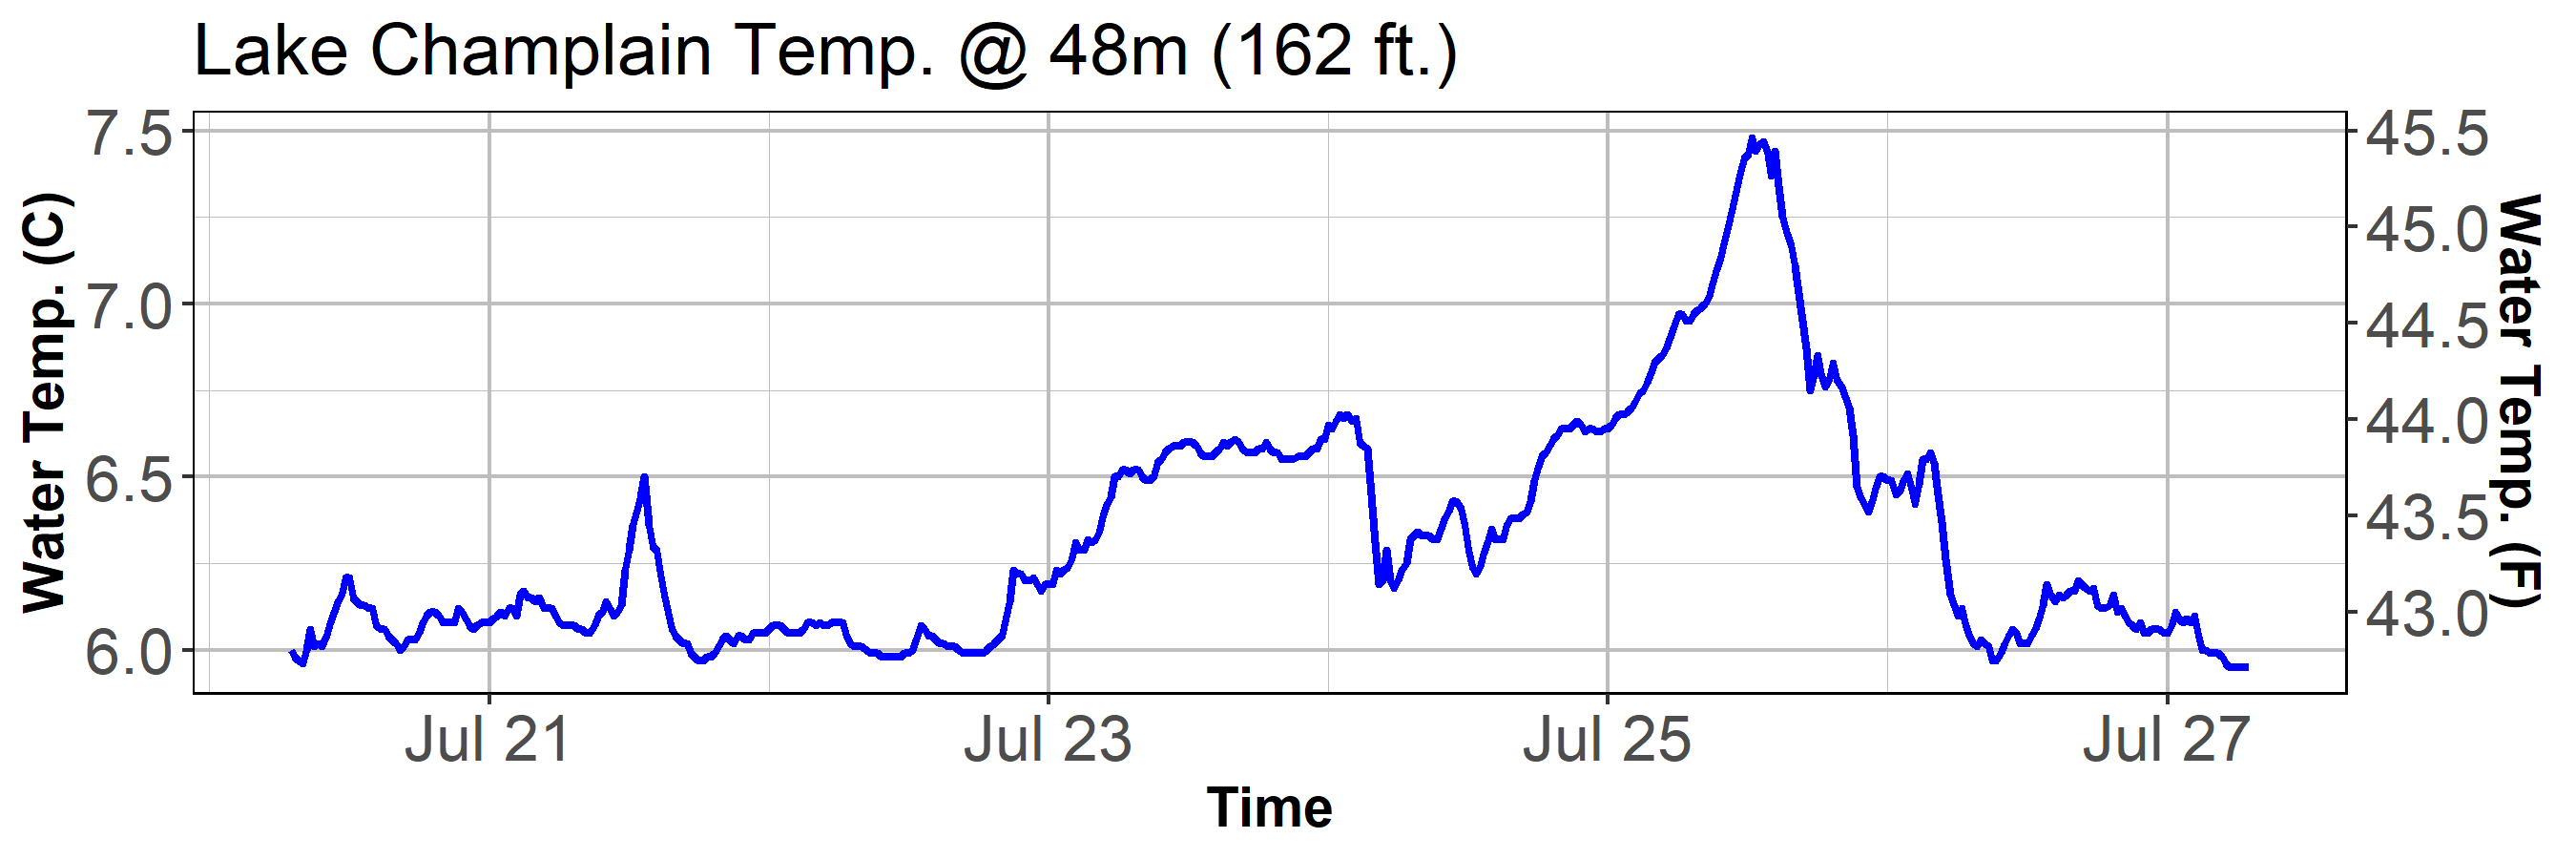 Lake Champlain Temp. @ 48m (162 ft.)
Water Temp. (C)
7.5
7.0
6.5
6.0
45.5
45.0
44.5
44.0
43.5
43.0
Water Temp. (F)
Jul 21 Jul 23 Jul 25 Jul 27
Time